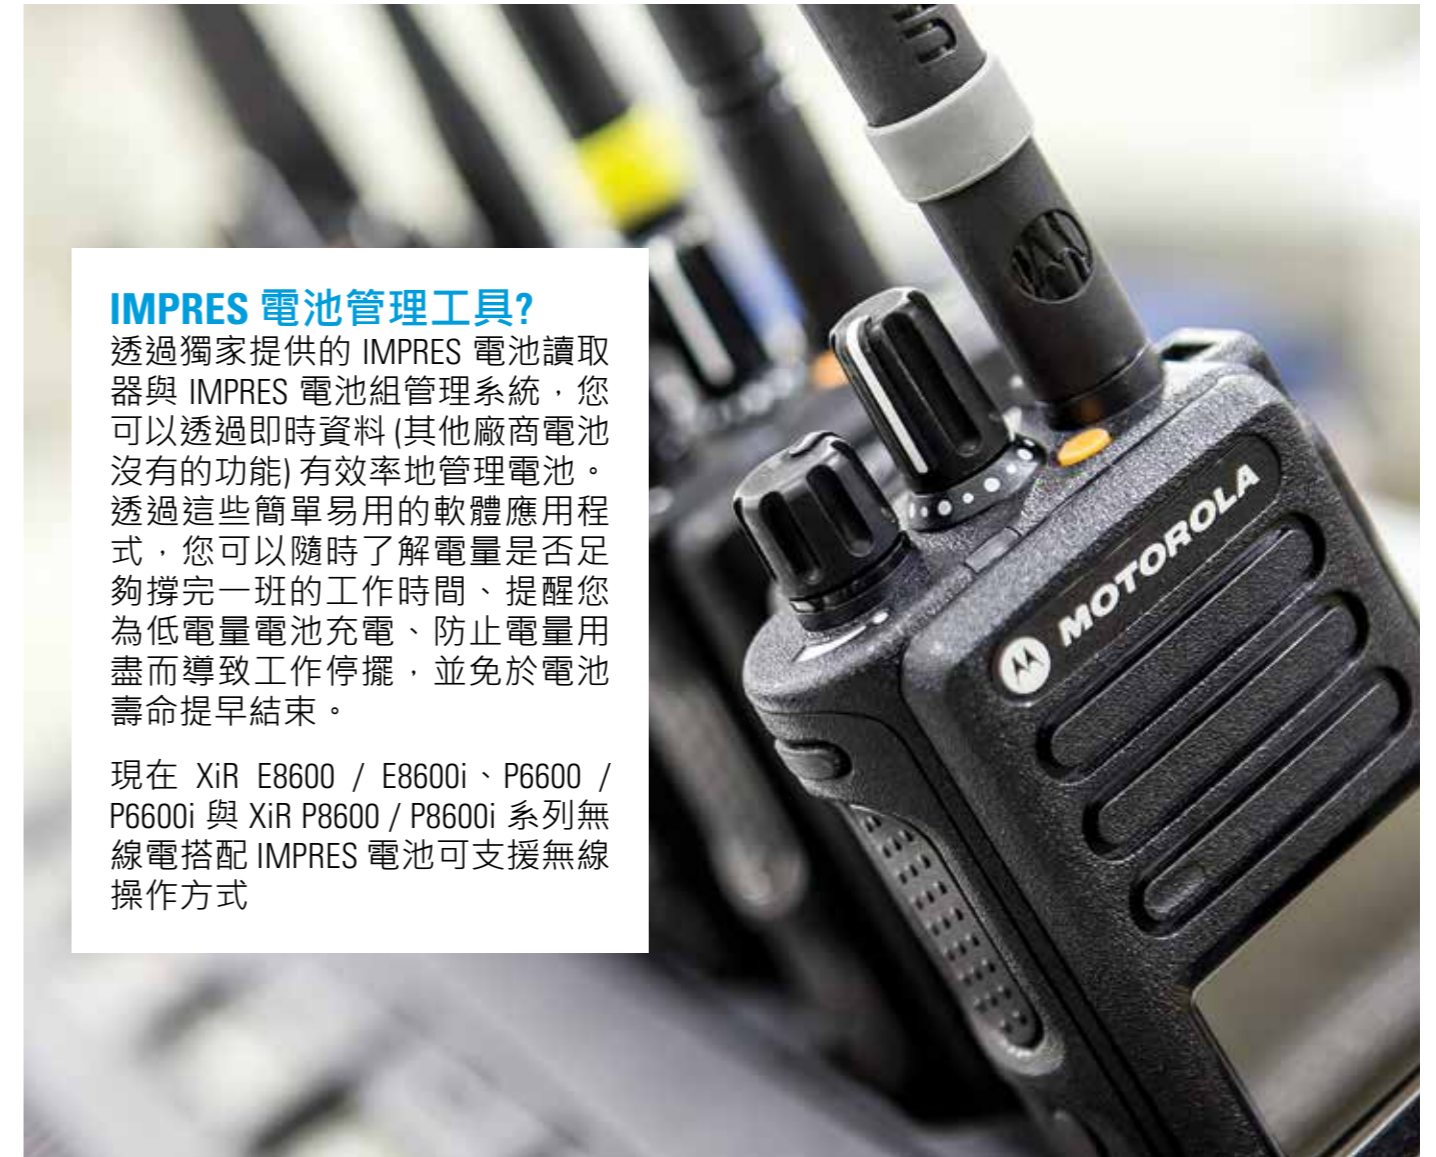 IMPRES 電池管理工具?
透過獨家提供的 IMPRES 電池讀取
器與 IMPRES 電池組管理系統,您
可以透過即時資料 (其他廠商電池
沒有的功能) 有效率地管理電池。
透過這些簡單易用的軟體應用程
式,您可以隨時了解電量是否足
夠撐完一班的工作時間、提醒您
為低電量電池充電、防止電量用
盡而導致工作停擺,並免於電池
壽命提早結束。
現在 XiR E8600 / E8600i、P6600 /
P6600i 與 XiR P8600 / P8600i 系列無
線電搭配 IMPRES 電池可支援無線
操作方式
MOTOROLA